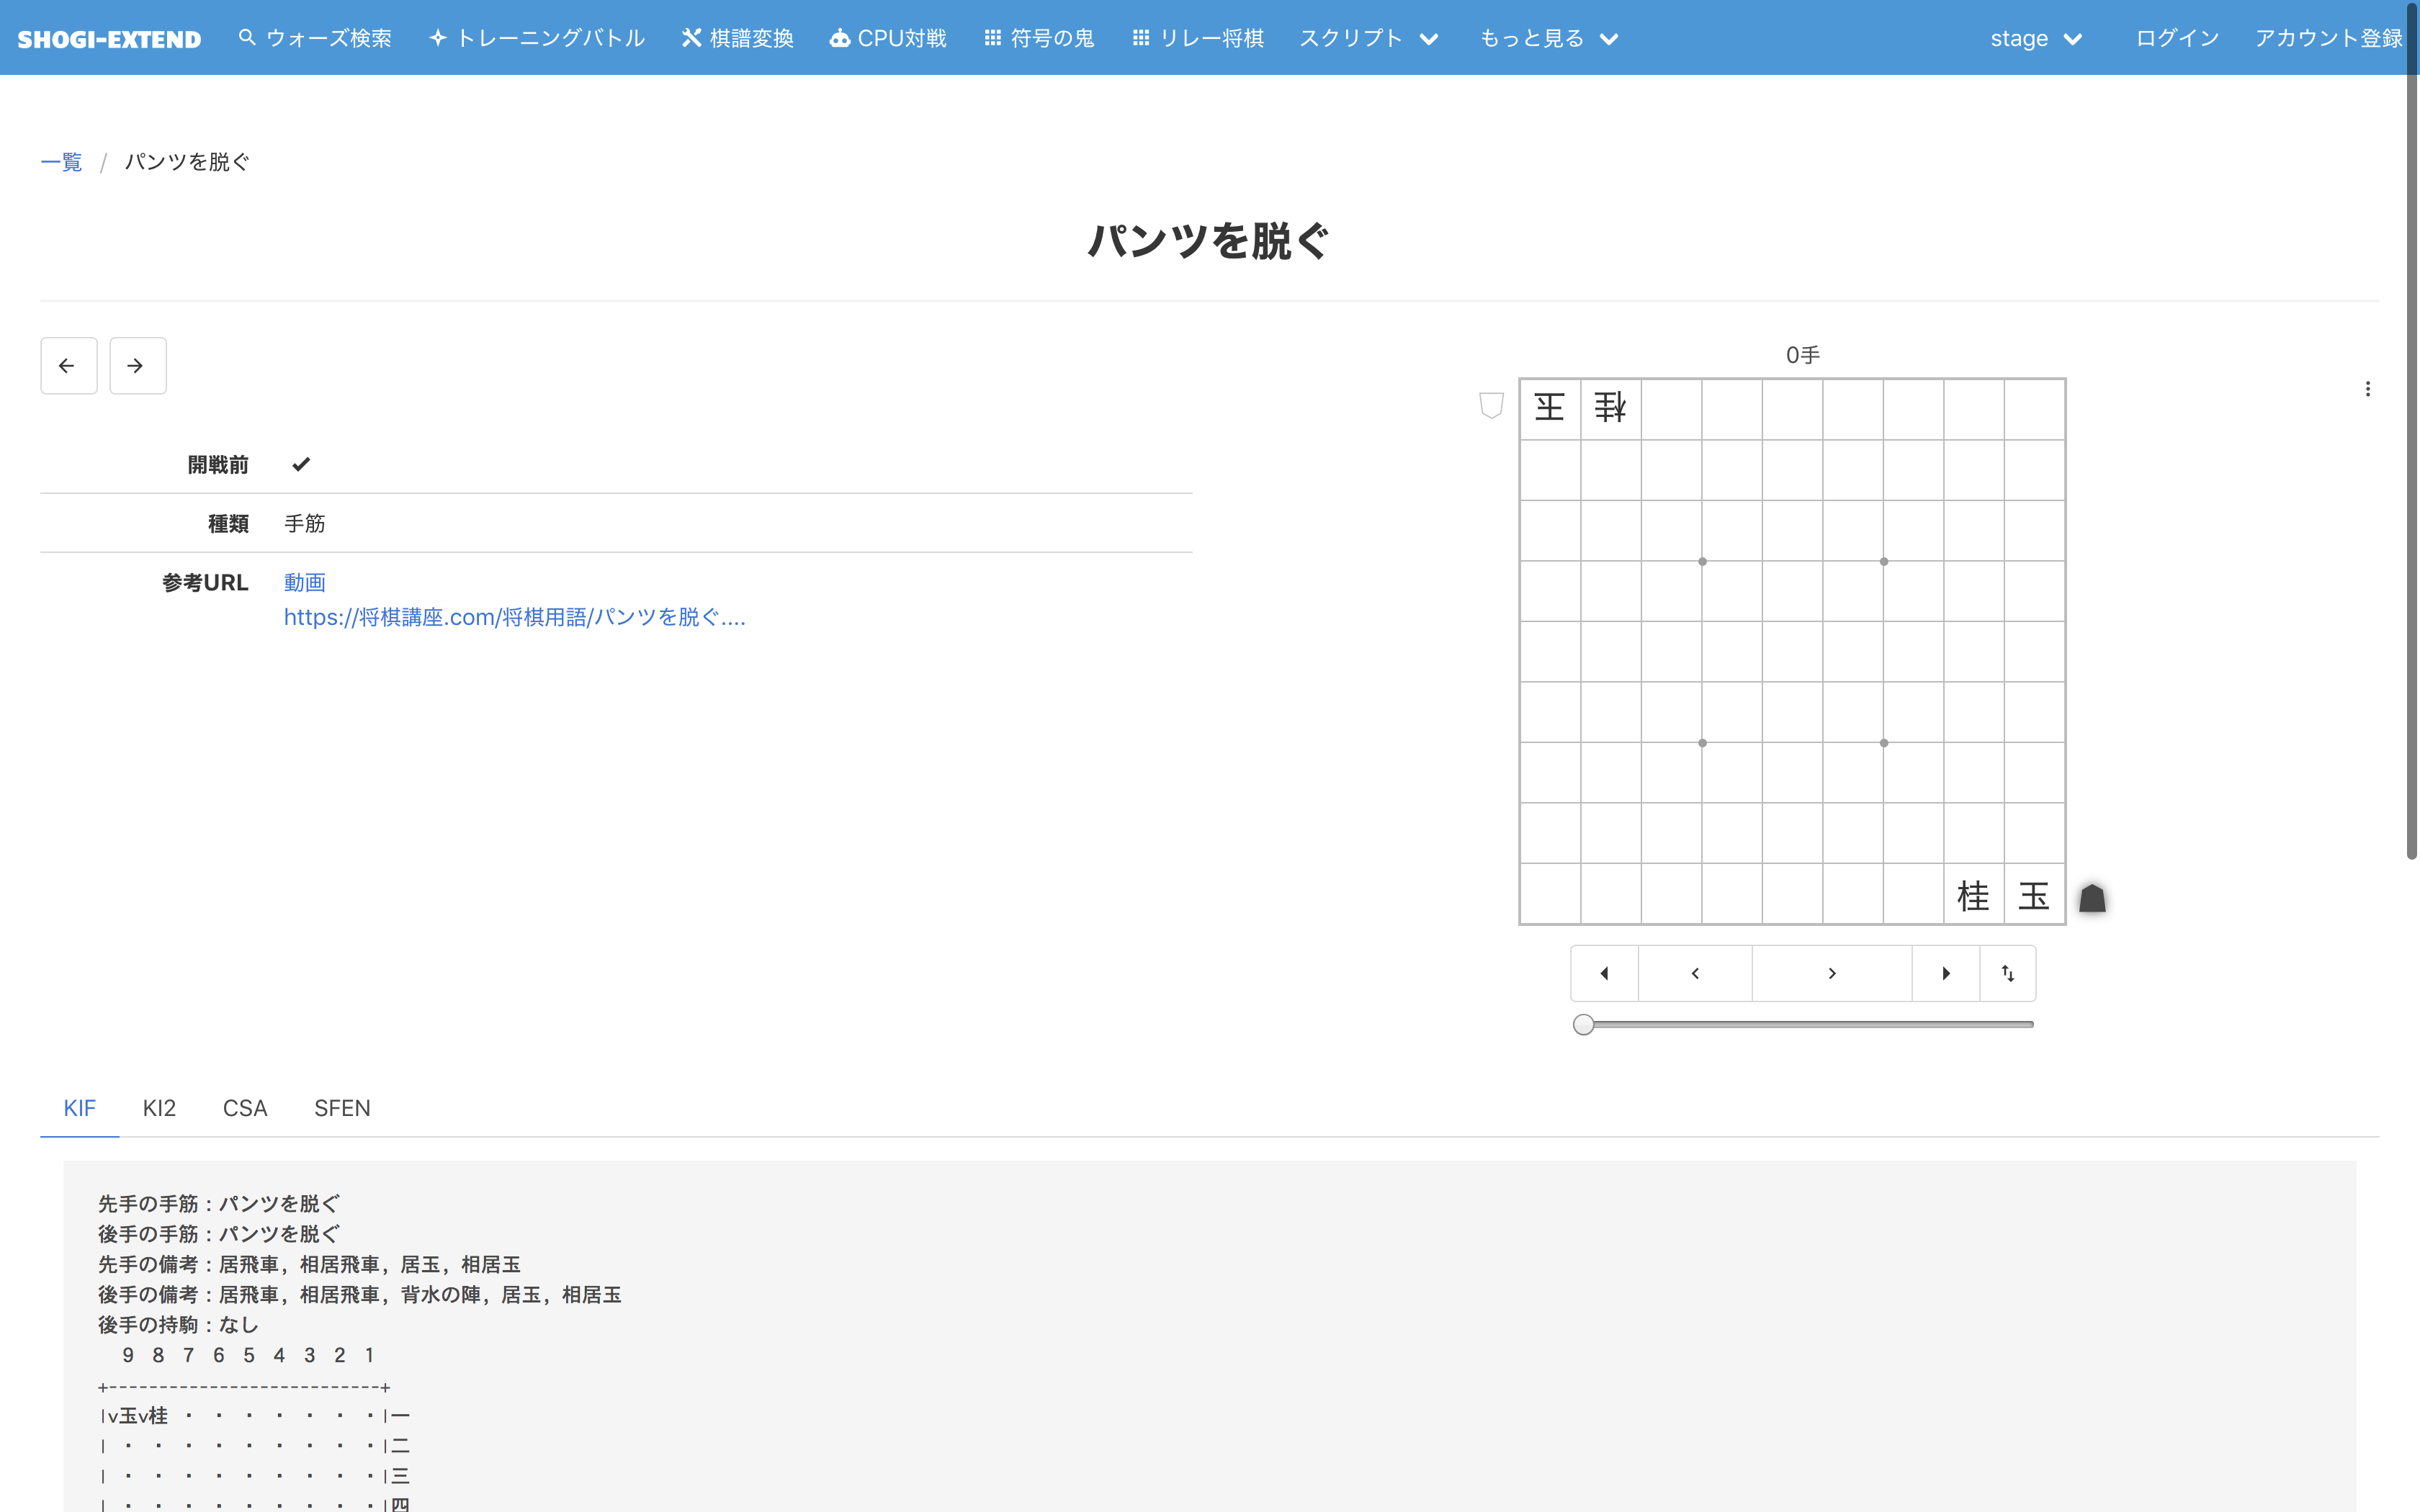 SHOGI-EXTEND ウォーズ検索 トレーニングバトル 棋譜変換 CPU対戦 符号の鬼 リレー将棋 スクリプト もっと見る stage ログイン アカウント登録
一覧 / パンツを脱ぐ
パンツを脱ぐ
開戦前
種類 手筋
参考URL 動画
https://将棋講座.com/将棋用語/パンツを脱ぐ....
0手
玉 桂
桂 玉
KIF KI2 CSA SFEN
先手の手筋：パンツを脱ぐ
後手の手筋：パンツを脱ぐ
先手の備考：居飛車, 相居飛車, 居玉, 相居玉
後手の備考：居飛車, 相居飛車, 背水の陣, 居玉, 相居玉
後手の持駒：なし
9 8 7 6 5 4 3 2 1
+---------------------------+
|v玉v桂 ・ ・ ・ ・ ・ ・ ・|一
| ・ ・ ・ ・ ・ ・ ・ ・ ・|二
| ・ ・ ・ ・ ・ ・ ・ ・ ・|三
| ・ ・ ・ ・ ・ ・ ・ ・ ・|四